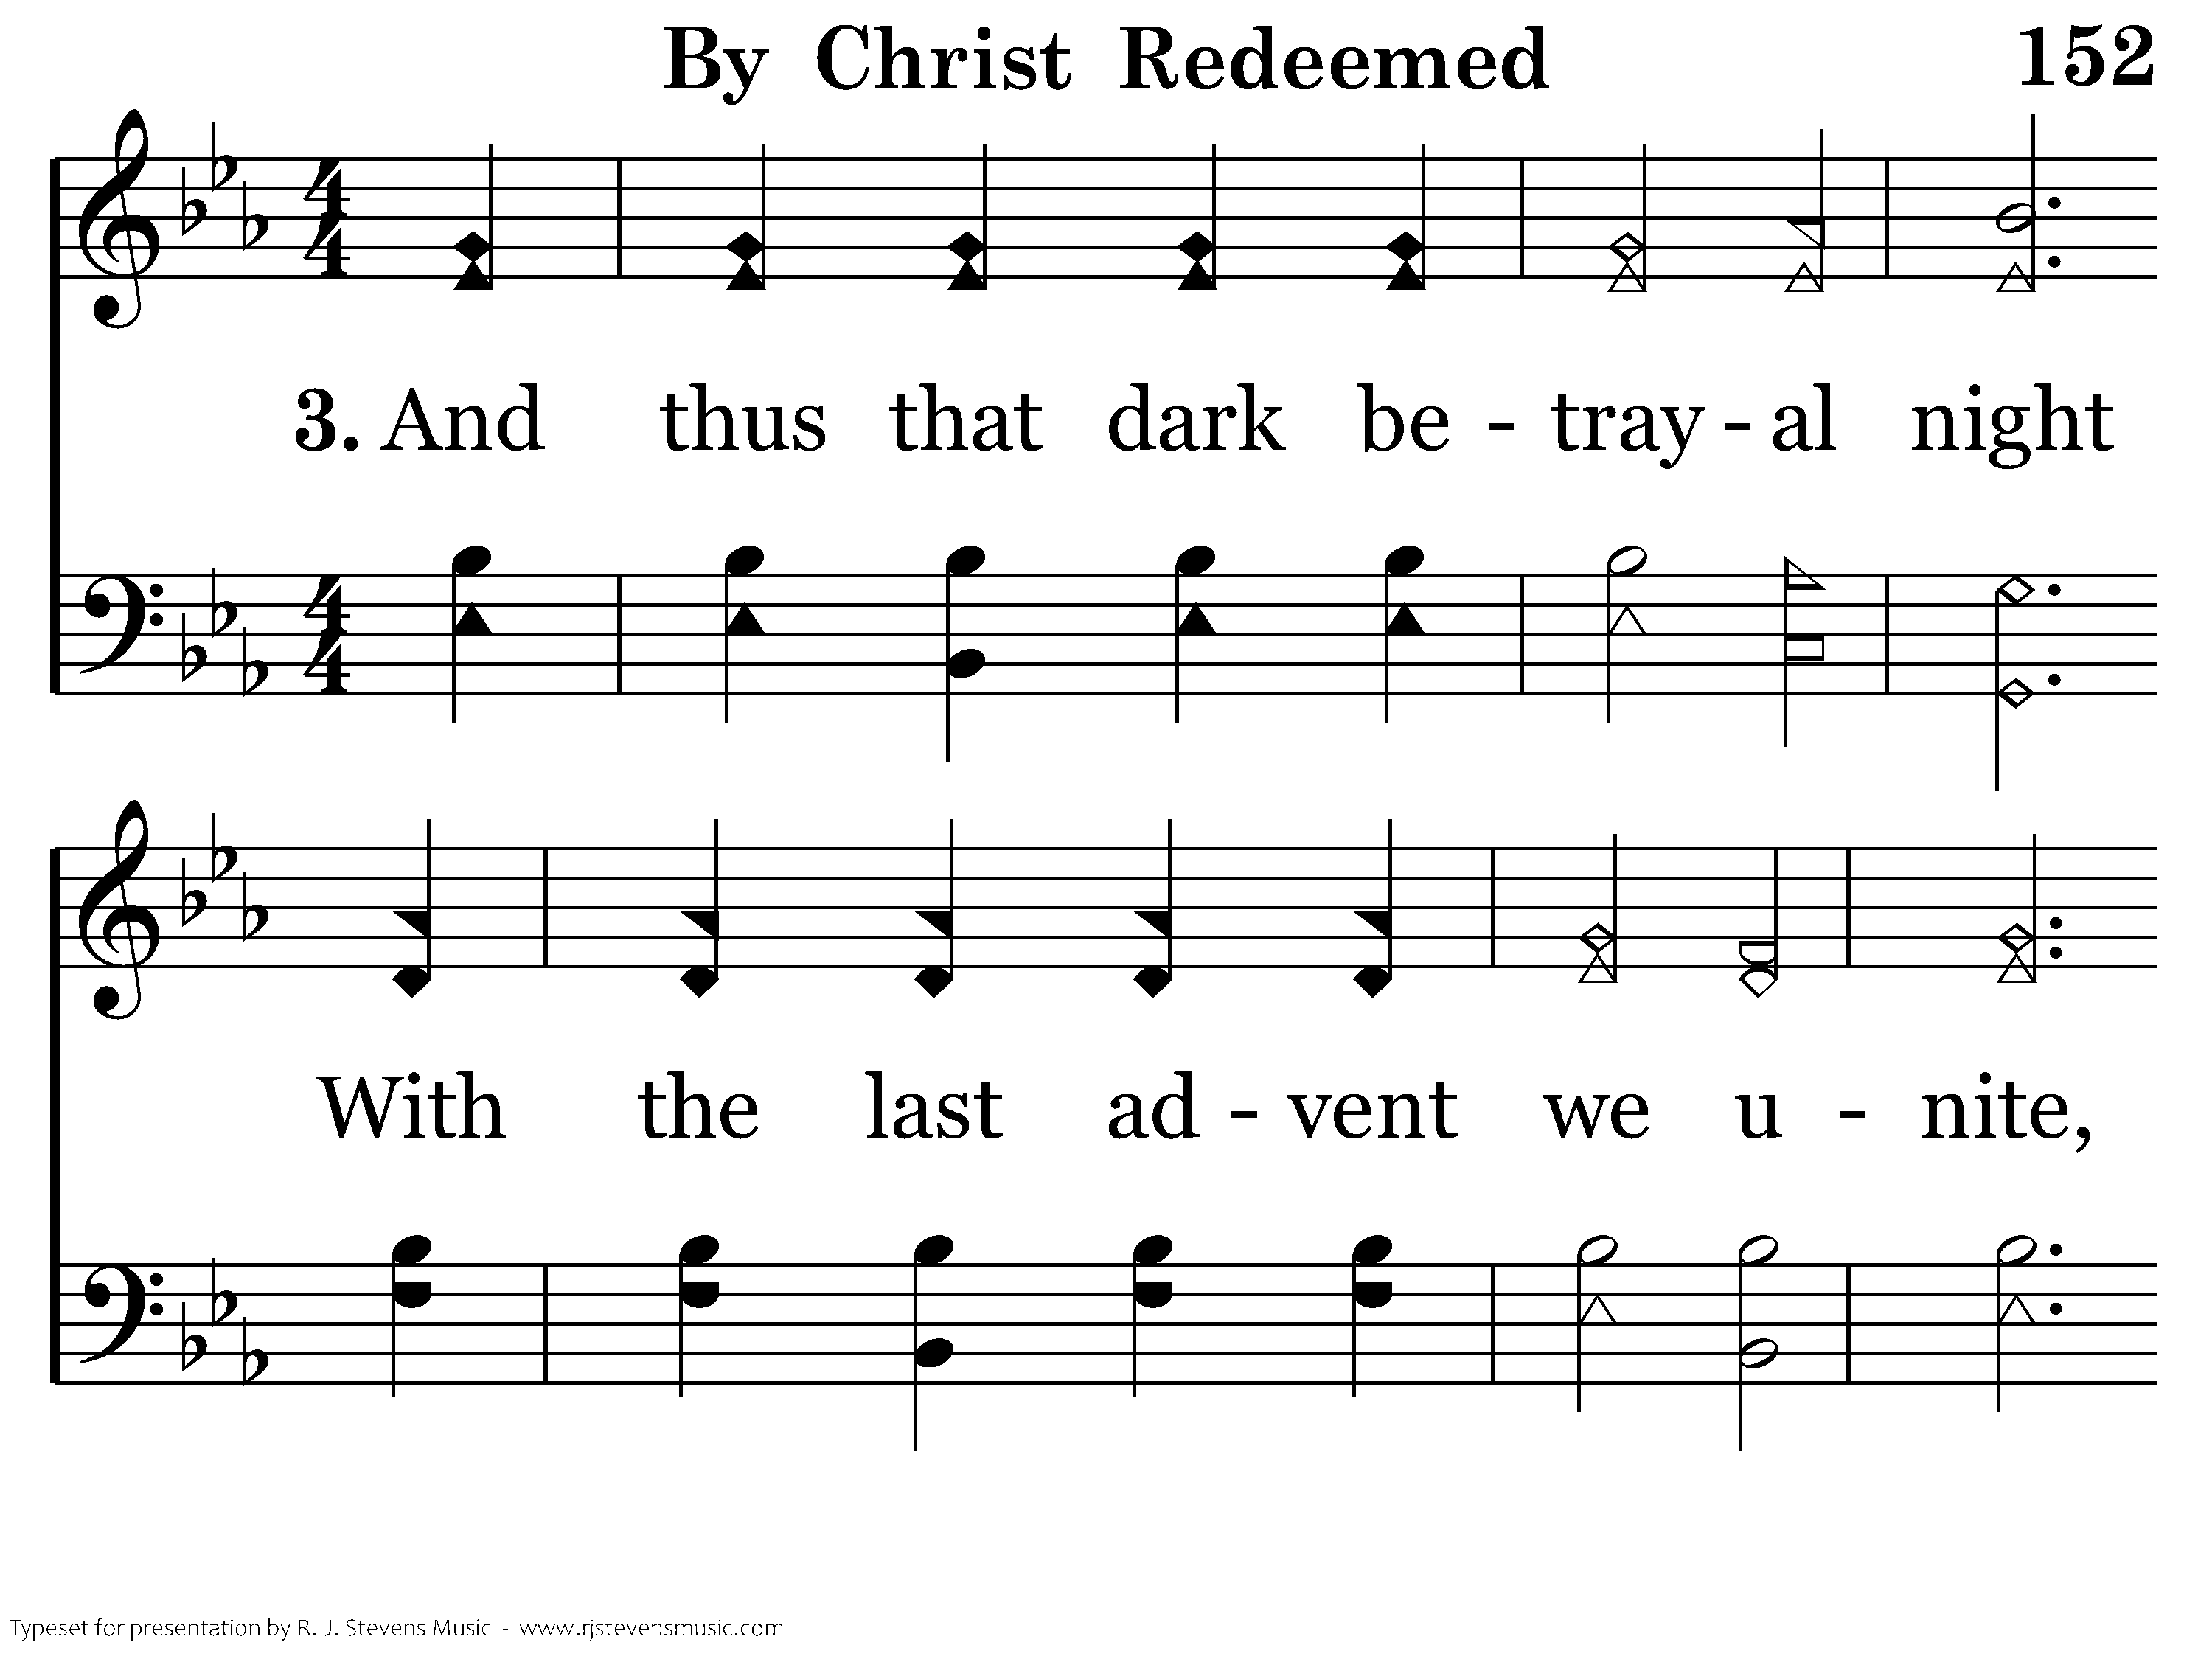 By Christ Redeemed 152
3. And thus that dark be - tray - al night
With the last ad - vent we u - nite,
Typeset for presentation by R. J. Stevens Music - www.rjstevensmusic.com